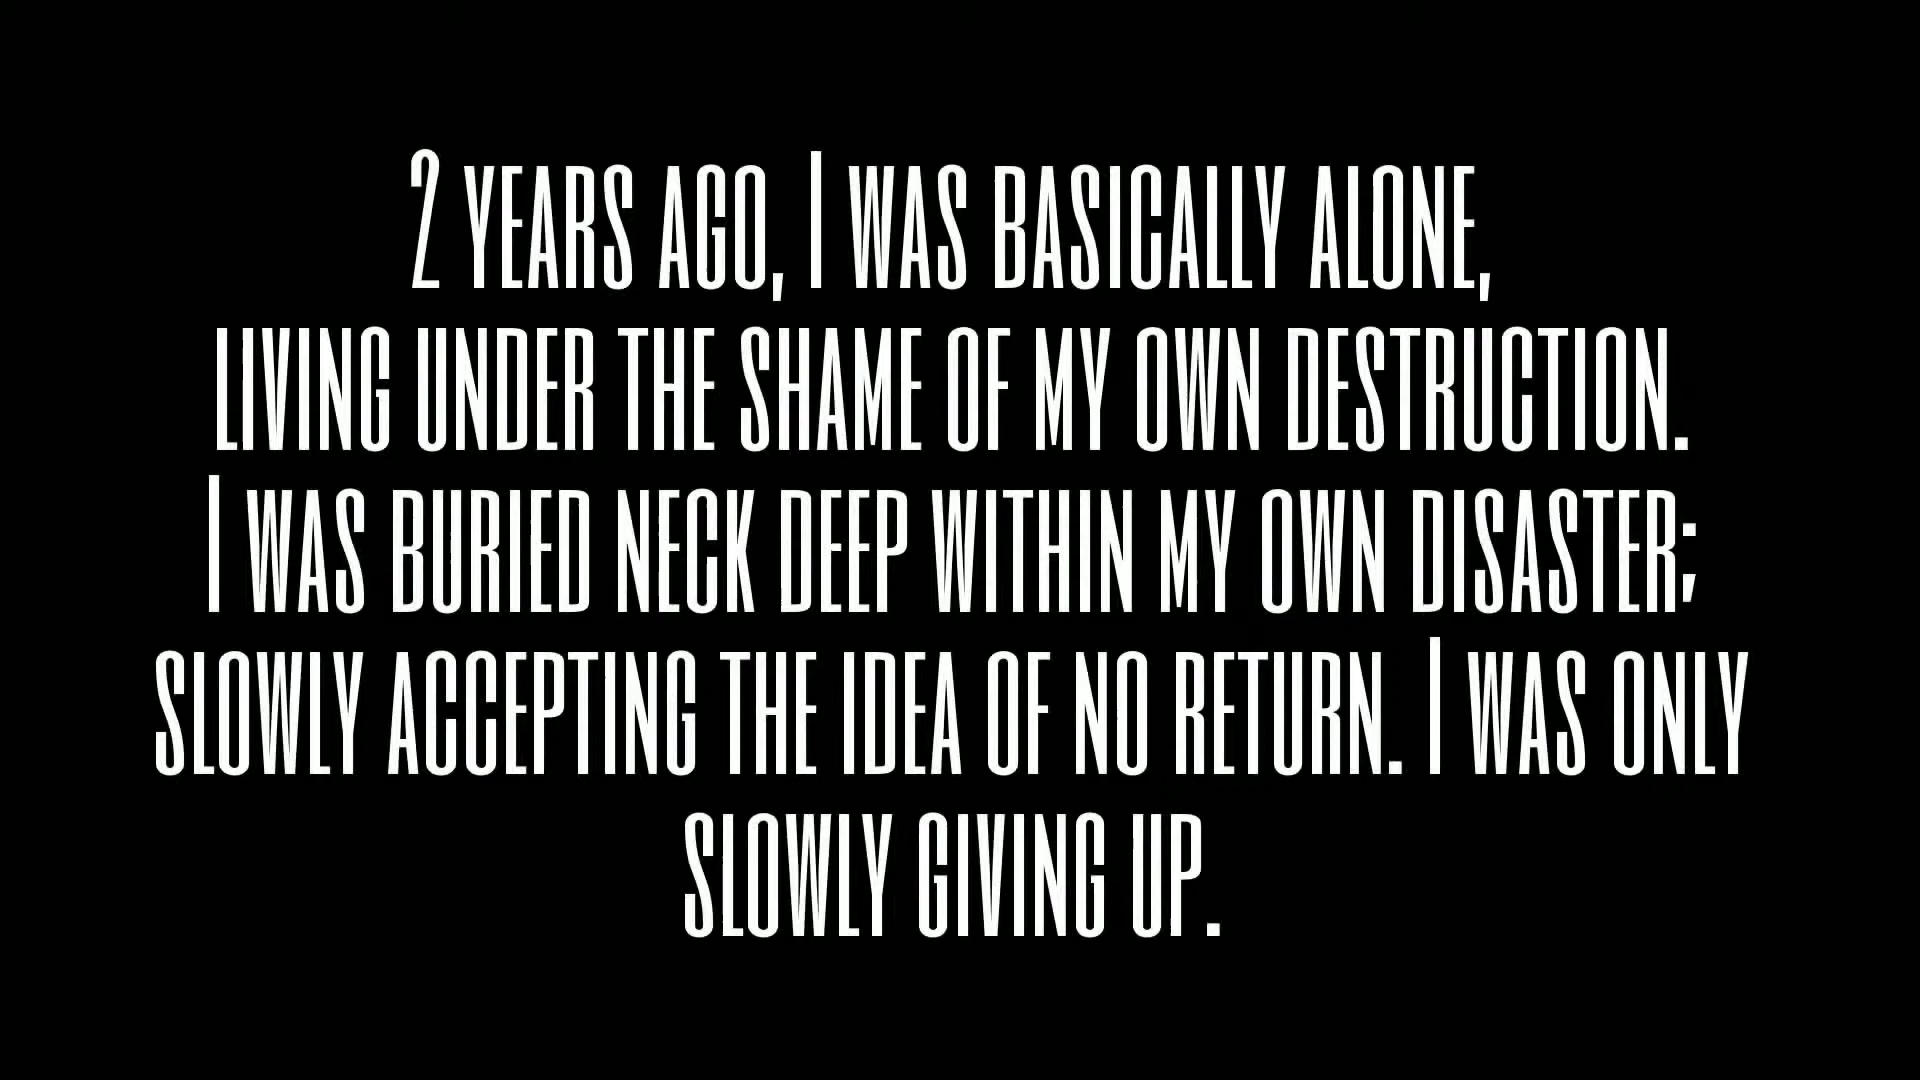 2 YEARS AGO, I WAS BASICALLY ALONE,
LIVING UNDER THE SHAME OF MY OWN DESTRUCTION.
I WAS BURIED NECK DEEP WITHIN MY OWN DISASTER;
SLOWLY ACCEPTING THE IDEA OF NO RETURN. I WAS ONLY
SLOWLY GIVING UP.